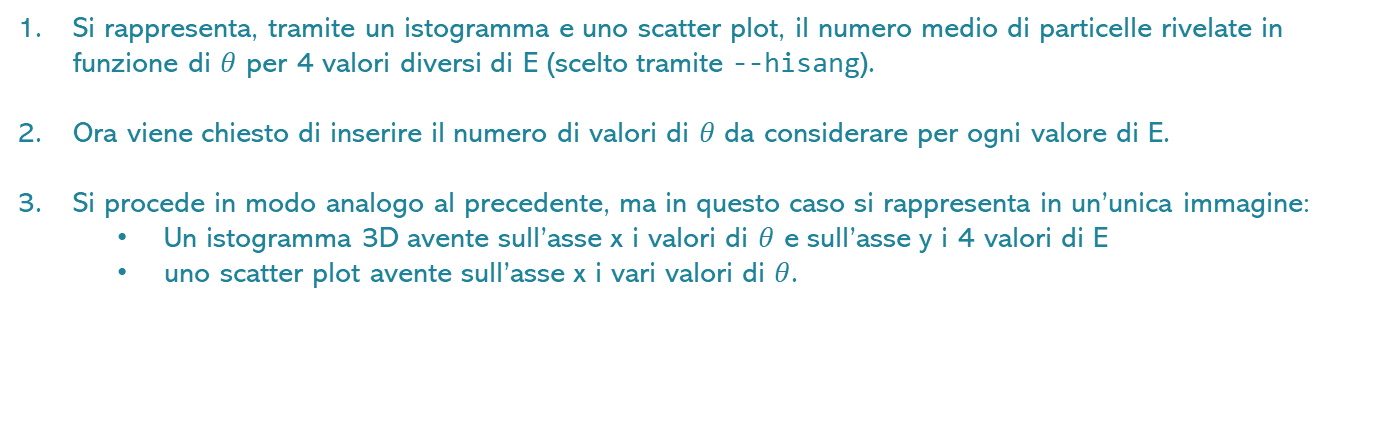 1. Si rappresenta, tramite un istogramma e uno scatter plot, il numero medio di particelle rivelate in
funzione di θ per 4 valori diversi di E (scelto tramite --hisang).
2. Ora viene chiesto di inserire il numero di valori di θ da considerare per ogni valore di E.
3. Si procede in modo analogo al precedente, ma in questo caso si rappresenta in un’unica immagine:
• Un istogramma 3D avente sull’asse x i valori di θ e sull’asse y i 4 valori di E
• uno scatter plot avente sull’asse x i vari valori di θ.